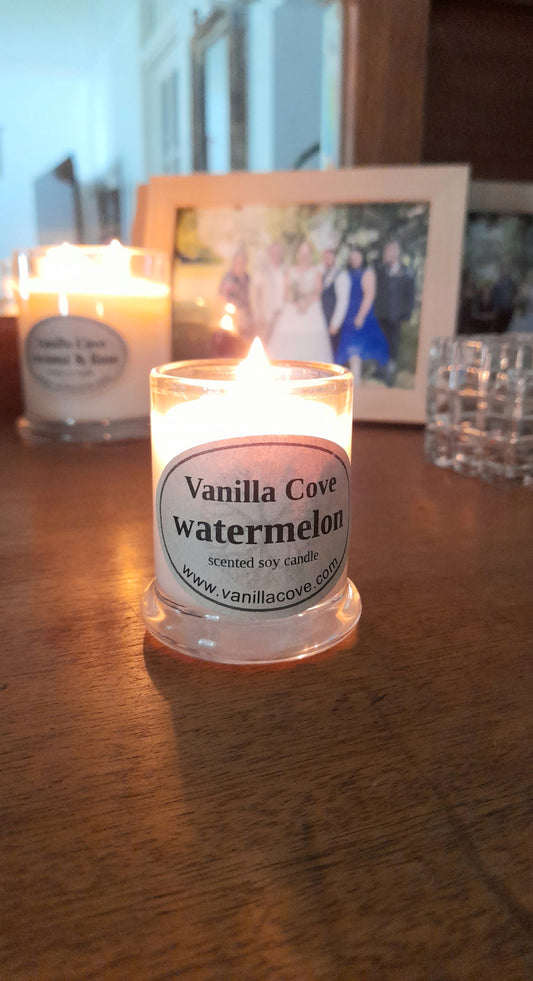 Vanilla Cove
watermelon
scented soy candle
www.vanillacove.com
Vanilla Cove